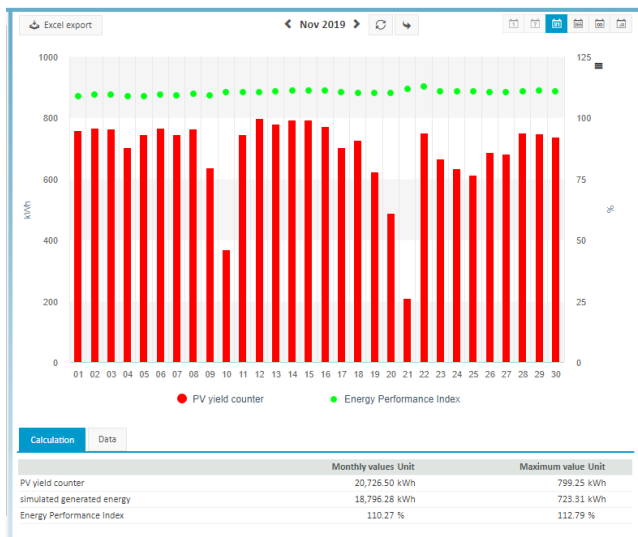 Excel export
Nov 2019
1 7 31 365
1000 125
800 100
600 75
kWh %
400 50
200 25
0 0
01 02 03 04 05 06 07 08 09 10 11 12 13 14 15 16 17 18 19 20 21 22 23 24 25 26 27 28 29 30
PV yield counter Energy Performance Index
Calculation Data
Monthly values Unit Maximum value Unit
PV yield counter 20,726.50 kWh 799.25 kWh
simulated generated energy 18,796.28 kWh 723.31 kWh
Energy Performance Index 110.27 % 112.79 %